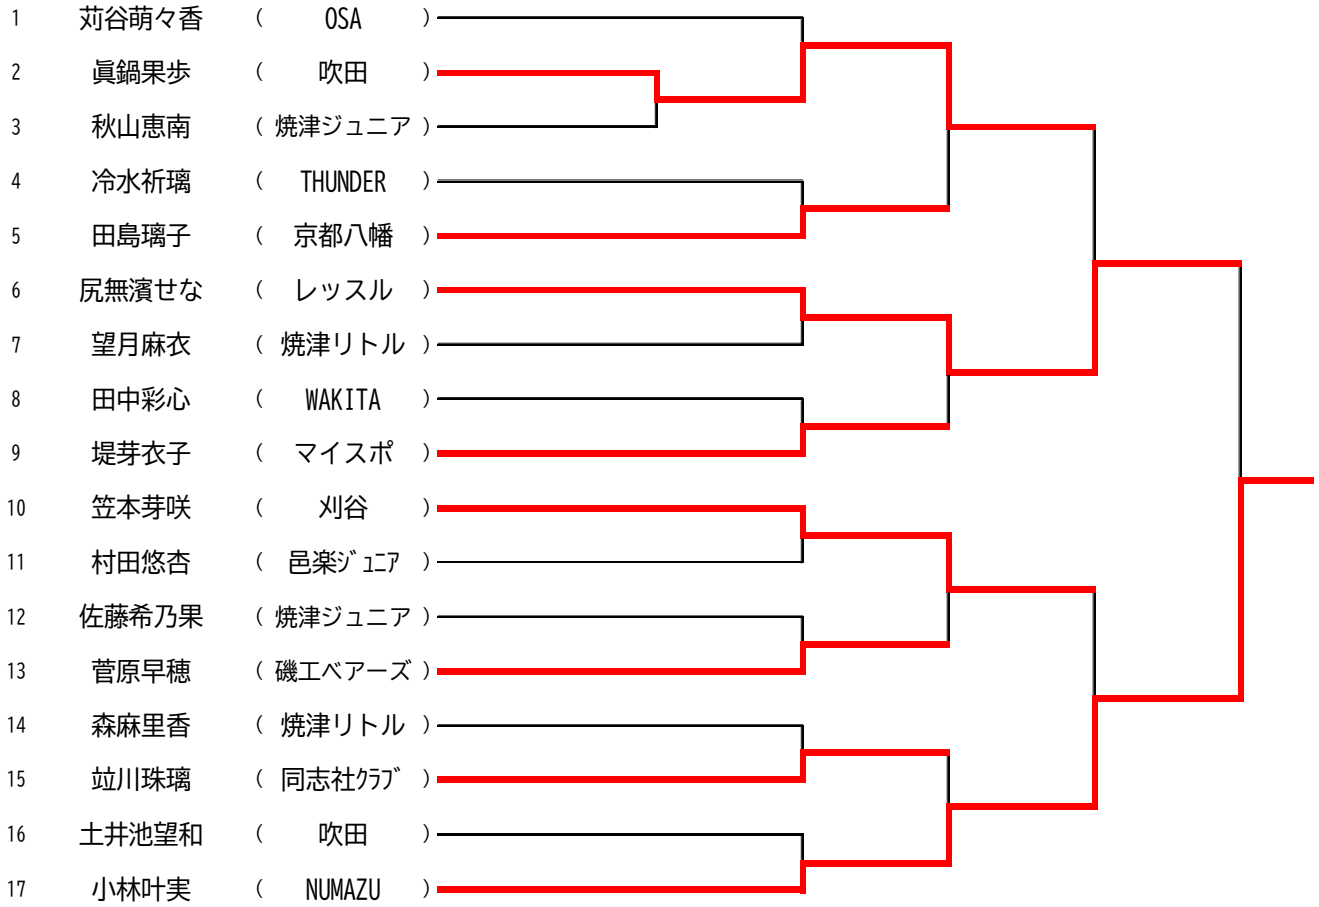 1 苅谷萌々香 ( OSA )
2 眞鍋果歩 ( 吹田 )
3 秋山恵南 ( 焼津ジュニア )
4 冷水祈璃 ( THUNDER )
5 田島璃子 ( 京都八幡 )
6 尻無濱せな ( レッスル )
7 望月麻衣 ( 焼津リトル )
8 田中彩心 ( WAKITA )
9 堤芽衣子 ( マイスポ )
10 笠本芽咲 ( 刈谷 )
11 村田悠杏 ( 邑楽ｼﾞｭﾆｱ )
12 佐藤希乃果 ( 焼津ジュニア )
13 菅原早穂 ( 磯工ベアーズ )
14 森麻里香 ( 焼津リトル )
15 竝川珠璃 ( 同志社ｸﾗﾌﾞ )
16 土井池望和 ( 吹田 )
17 小林叶実 ( NUMAZU )